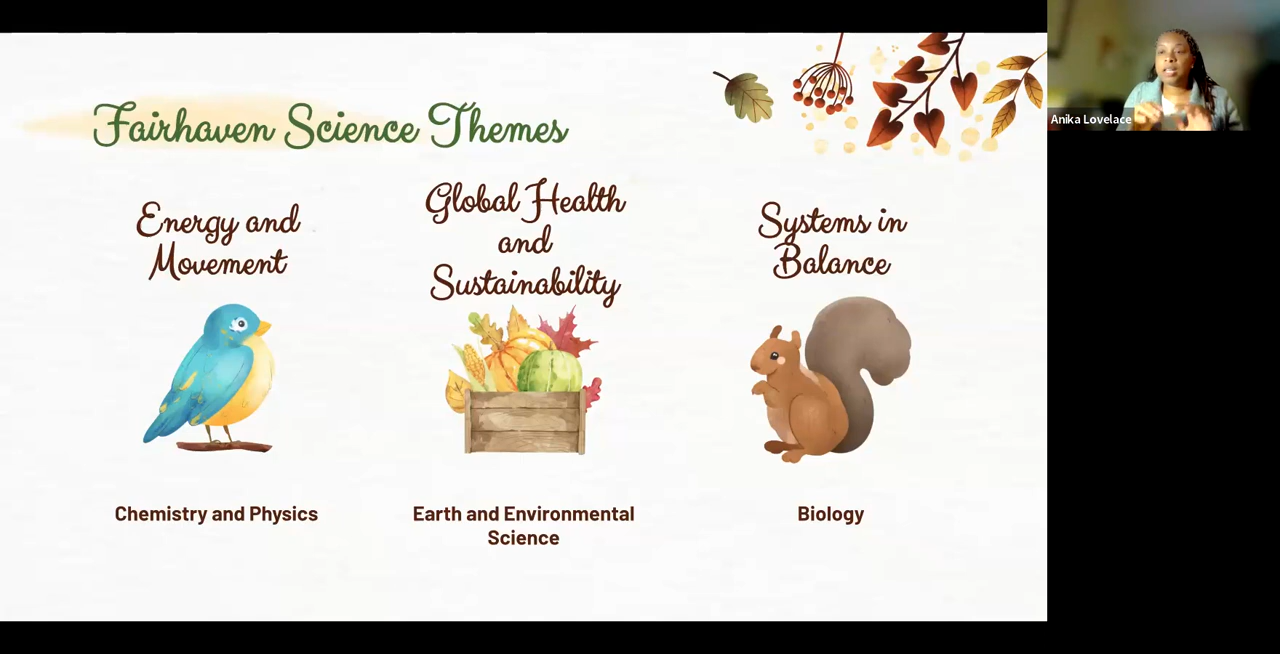 Fairhaven Science Themes
Energy and
Movement
Global Health
and
Sustainability
Systems in
Balance
Chemistry and Physics
Earth and Environmental
Science
Biology
Anika Lovelace